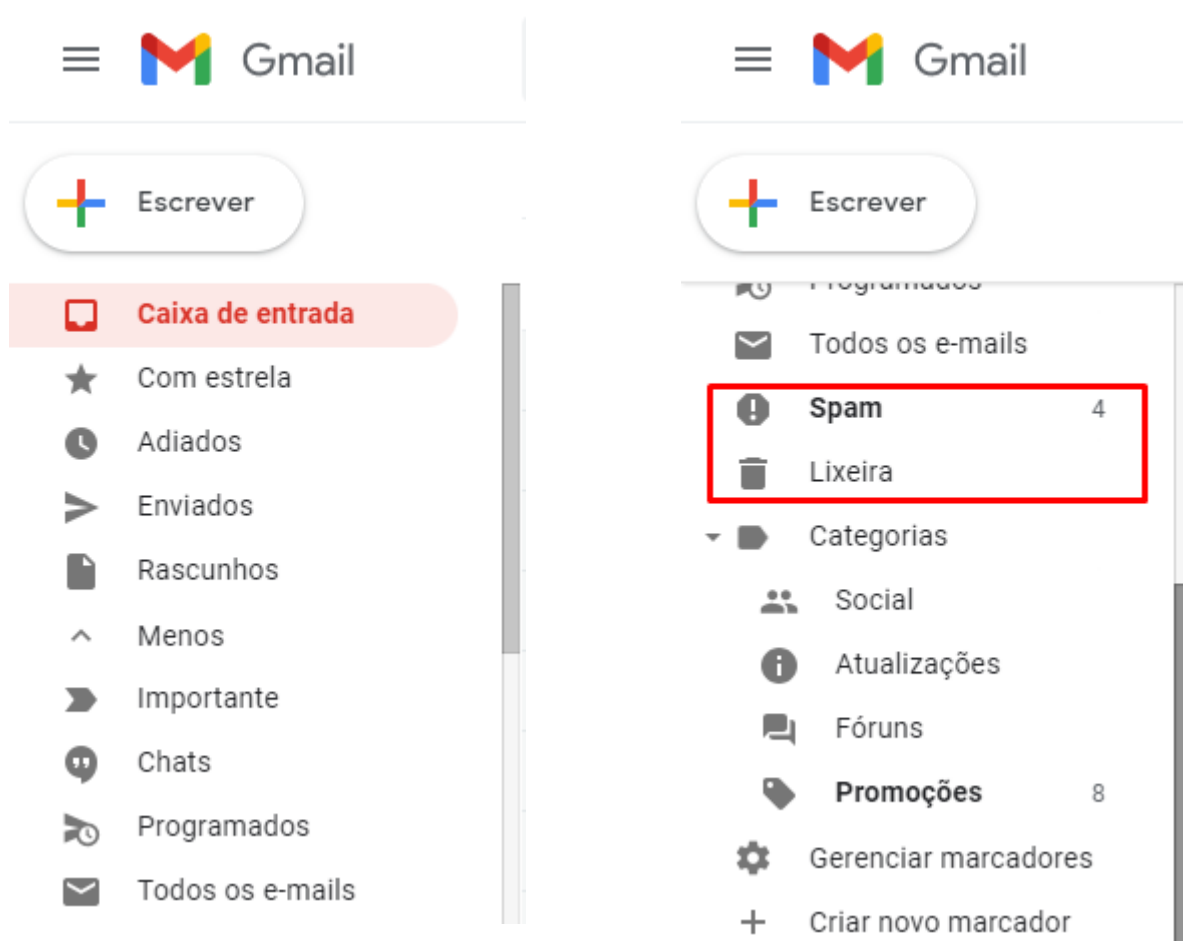 Gmail
Escrever
Caixa de entrada
Com estrela
Adiados
Enviados
Rascunhos
Menos
Importante
Chats
Programados
Todos os e-mails
Gmail
Escrever
Programados
Todos os e-mails
Spam 4
Lixeira
Categorias
Social
Atualizações
Fóruns
Promoções 8
Gerenciar marcadores
Criar novo marcador